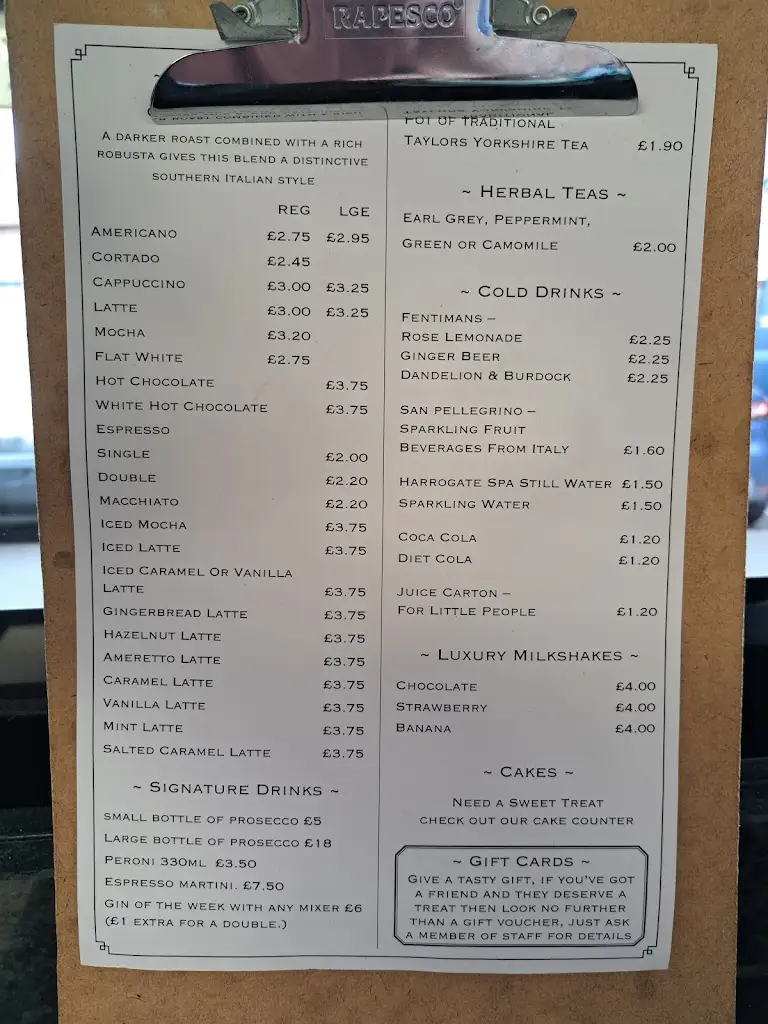 RAPESCO
A DARKER ROAST COMBINED WITH A RICH
ROBUSTA GIVES THIS BLEND A DISTINCTIVE
SOUTHERN ITALIAN STYLE
REG LGE
AMERICANO £2.75 £2.95
CORTADO £2.45
CAPPUCCINO £3.00 £3.25
LATTE £3.00 £3.25
MOCHA £3.20
FLAT WHITE £2.75
HOT CHOCOLATE £3.75
WHITE HOT CHOCOLATE £3.75
ESPRESSO
SINGLE £2.00
DOUBLE £2.20
MACCHIATO £2.20
ICED MOCHA £3.75
ICED LATTE £3.75
ICED CARAMEL OR VANILLA
LATTE £3.75
GINGERBREAD LATTE £3.75
HAZELNUT LATTE £3.75
AMERETTO LATTE £3.75
CARAMEL LATTE £3.75
VANILLA LATTE £3.75
MINT LATTE £3.75
SALTED CARAMEL LATTE £3.75
~ SIGNATURE DRINKS ~
SMALL BOTTLE OF PROSECCO £5
LARGE BOTTLE OF PROSECCO £18
PERONI 330ML £3.50
ESPRESSO MARTINI. £7.50
GIN OF THE WEEK WITH ANY MIXER £6
(£1 EXTRA FOR A DOUBLE.)
POT OF TRADITIONAL
TAYLORS YORKSHIRE TEA £1.90
~ HERBAL TEAS ~
EARL GREY, PEPPERMINT,
GREEN OR CAMOMILE £2.00
~ COLD DRINKS ~
FENTIMANS –
ROSE LEMONADE £2.25
GINGER BEER £2.25
DANDELION & BURDOCK £2.25
SAN PELLEGRINO –
SPARKLING FRUIT
BEVERAGES FROM ITALY £1.60
HARROGATE SPA STILL WATER £1.50
SPARKLING WATER £1.50
COCA COLA £1.20
DIET COLA £1.20
JUICE CARTON –
FOR LITTLE PEOPLE £1.20
~ LUXURY MILKSHAKES ~
CHOCOLATE £4.00
STRAWBERRY £4.00
BANANA £4.00
~ CAKES ~
NEED A SWEET TREAT
CHECK OUT OUR CAKE COUNTER
~ GIFT CARDS ~
GIVE A TASTY GIFT, IF YOU'VE GOT
A FRIEND AND THEY DESERVE A
TREAT THEN LOOK NO FURTHER
THAN A GIFT VOUCHER, JUST ASK
A MEMBER OF STAFF FOR DETAILS